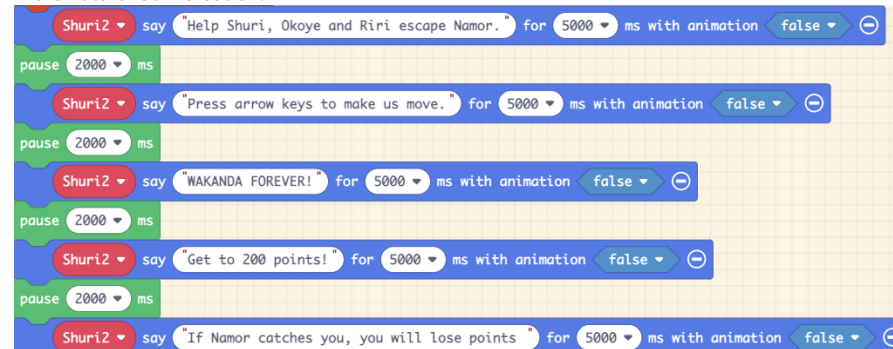 Shuri2 say "Help Shuri, Okoye and Riri escape Namor." for 5000 ms with animation false
pause 2000 ms
Shuri2 say "Press arrow keys to make us move." for 5000 ms with animation false
pause 2000 ms
Shuri2 say "WAKANDA FOREVER!" for 5000 ms with animation false
pause 2000 ms
Shuri2 say "Get to 200 points!" for 5000 ms with animation false
pause 2000 ms
Shuri2 say "If Namor catches you, you will lose points " for 5000 ms with animation false